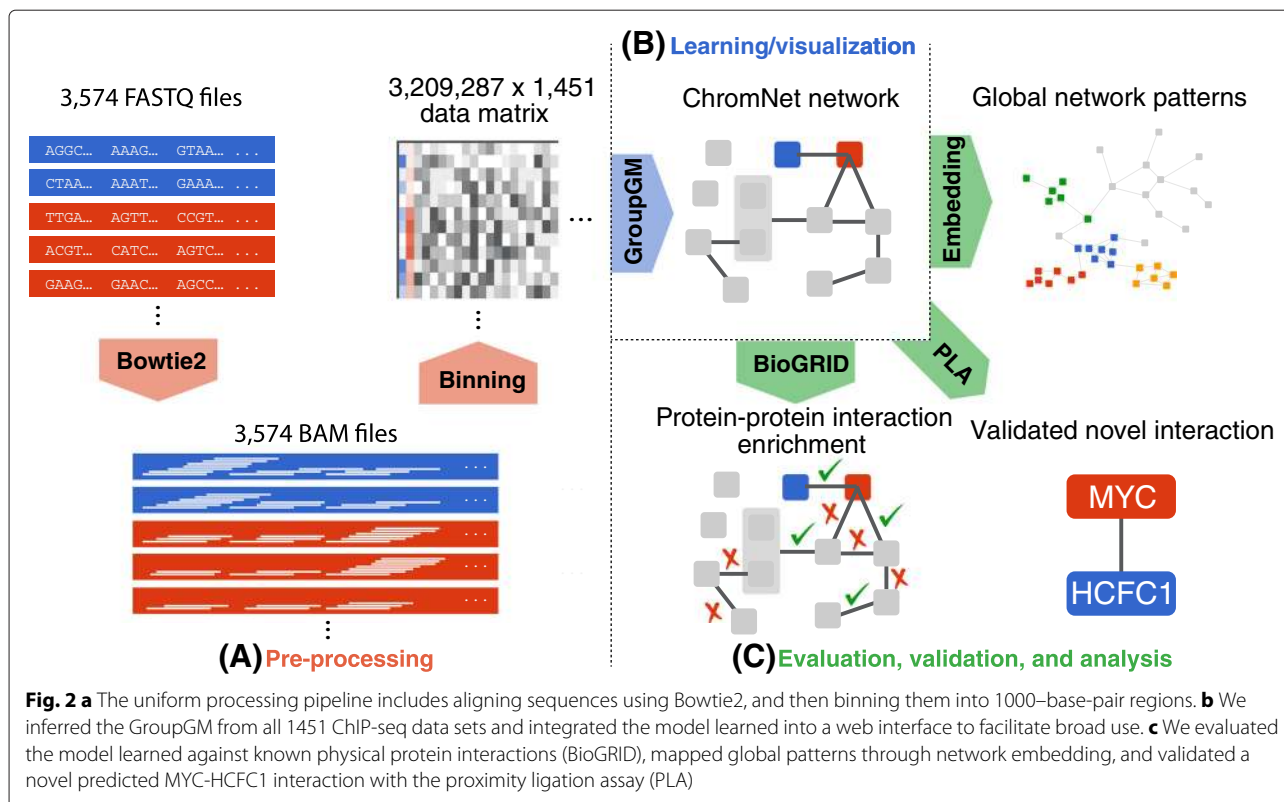 (B) Learning/visualization
3,574 FASTQ files
3,209,287 x 1,451
data matrix
ChromNet network
Global network patterns
AGGC... AAAG... GTAA... ...
CTAA... AAAT... GAAA... ...
TTGA... AGTT... CCGT... ...
ACGT... CATC... AGTC... ...
GAAG... GAAC... AGCC... ...
...
GroupGM
Embedding
Bowtie2
Binning
BioGRID
PLA
3,574 BAM files
Protein-protein interaction
enrichment
Validated novel interaction
MYC
HCFC1
(A) Pre-processing
(C) Evaluation, validation, and analysis
Fig. 2 a The uniform processing pipeline includes aligning sequences using Bowtie2, and then binning them into 1000–base-pair regions. b We
inferred the GroupGM from all 1451 ChIP-seq data sets and integrated the model learned into a web interface to facilitate broad use. c We evaluated
the model learned against known physical protein interactions (BioGRID), mapped global patterns through network embedding, and validated a
novel predicted MYC-HCFC1 interaction with the proximity ligation assay (PLA)